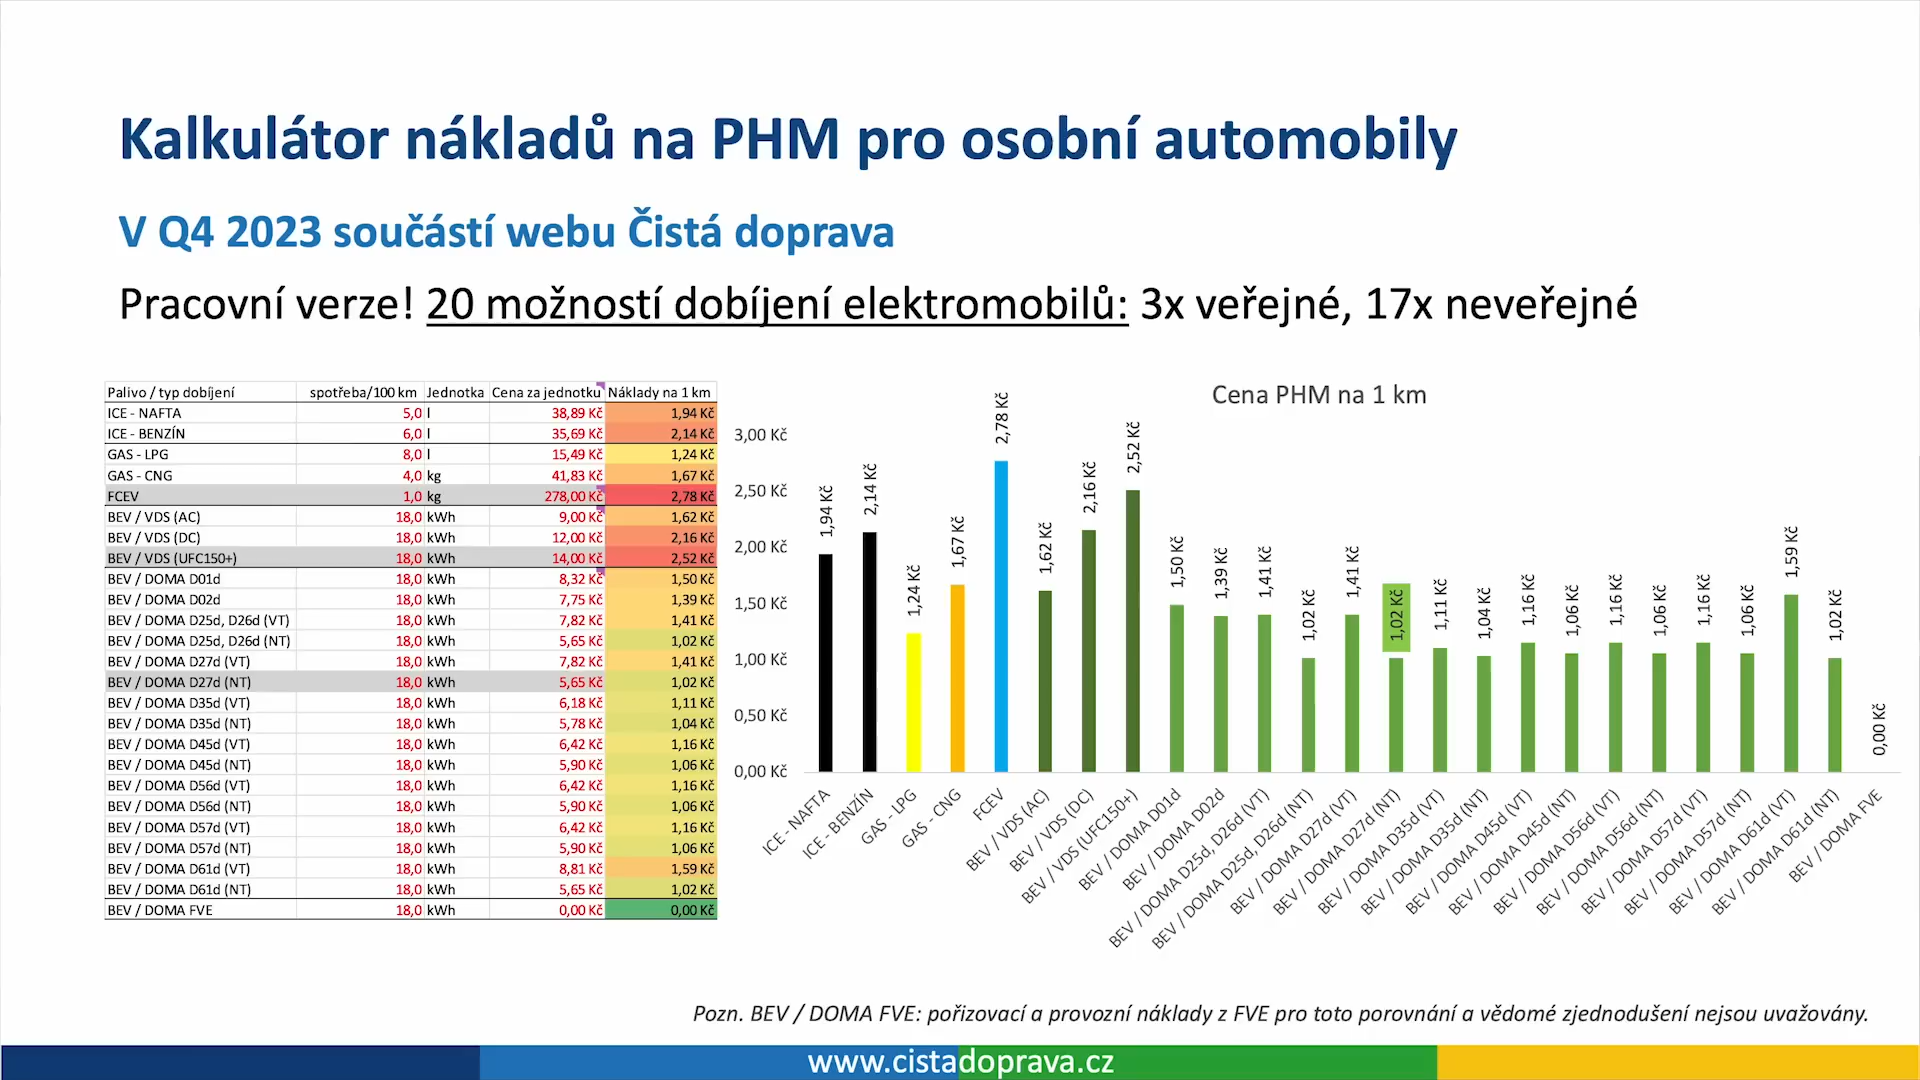 Kalkulátor nákladů na PHM pro osobní automobily
V Q4 2023 součástí webu Čistá doprava
Pracovní verze! 20 možností dobíjení elektromobilů: 3x veřejné, 17x neveřejné
Palivo / typ dobíjení spotřeba/100 km Jednotka Cena za jednotku Náklady na 1 km
ICE - NAFTA 5,0 l 38,89 Kč 1,94 Kč
ICE - BENZÍN 6,0 l 35,69 Kč 2,14 Kč
GAS - LPG 8,0 l 15,49 Kč 1,24 Kč
GAS - CNG 4,0 kg 41,83 Kč 1,67 Kč
FCEV 1,0 kg 278,00 Kč 2,78 Kč
BEV / VDS (AC) 18,0 kWh 9,00 Kč 1,62 Kč
BEV / VDS (DC) 18,0 kWh 12,00 Kč 2,16 Kč
BEV / VDS (UFC150+) 18,0 kWh 14,00 Kč 2,52 Kč
BEV / DOMA D01d 18,0 kWh 8,32 Kč 1,50 Kč
BEV / DOMA D02d 18,0 kWh 7,75 Kč 1,39 Kč
BEV / DOMA D25d, D26d (VT) 18,0 kWh 7,82 Kč 1,41 Kč
BEV / DOMA D25d, D26d (NT) 18,0 kWh 5,65 Kč 1,02 Kč
BEV / DOMA D27d (VT) 18,0 kWh 7,82 Kč 1,41 Kč
BEV / DOMA D27d (NT) 18,0 kWh 5,65 Kč 1,02 Kč
BEV / DOMA D35d (VT) 18,0 kWh 6,18 Kč 1,11 Kč
BEV / DOMA D35d (NT) 18,0 kWh 5,78 Kč 1,04 Kč
BEV / DOMA D45d (VT) 18,0 kWh 6,42 Kč 1,16 Kč
BEV / DOMA D45d (NT) 18,0 kWh 5,90 Kč 1,06 Kč
BEV / DOMA D56d (VT) 18,0 kWh 6,42 Kč 1,16 Kč
BEV / DOMA D56d (NT) 18,0 kWh 5,90 Kč 1,06 Kč
BEV / DOMA D57d (VT) 18,0 kWh 6,42 Kč 1,16 Kč
BEV / DOMA D57d (NT) 18,0 kWh 5,90 Kč 1,06 Kč
BEV / DOMA D61d (VT) 18,0 kWh 8,81 Kč 1,59 Kč
BEV / DOMA D61d (NT) 18,0 kWh 5,65 Kč 1,02 Kč
BEV / DOMA FVE 18,0 kWh 0,00 Kč 0,00 Kč
Cena PHM na 1 km
3,00 Kč
2,50 Kč
2,00 Kč
1,50 Kč
1,00 Kč
0,50 Kč
0,00 Kč
1,94 Kč
2,14 Kč
1,24 Kč
1,67 Kč
2,78 Kč
1,62 Kč
2,16 Kč
2,52 Kč
1,50 Kč
1,39 Kč
1,41 Kč
1,02 Kč
1,41 Kč
1,02 Kč
1,11 Kč
1,04 Kč
1,16 Kč
1,06 Kč
1,16 Kč
1,06 Kč
1,16 Kč
1,06 Kč
1,59 Kč
1,02 Kč
0,00 Kč
ICE - NAFTA
ICE - BENZÍN
GAS - LPG
GAS - CNG
FCEV
BEV / VDS (AC)
BEV / VDS (DC)
BEV / VDS (UFC150+)
BEV / DOMA D01d
BEV / DOMA D02d
BEV / DOMA D25d, D26d (VT)
BEV / DOMA D25d, D26d (NT)
BEV / DOMA D27d (VT)
BEV / DOMA D27d (NT)
BEV / DOMA D35d (VT)
BEV / DOMA D35d (NT)
BEV / DOMA D45d (VT)
BEV / DOMA D45d (NT)
BEV / DOMA D56d (VT)
BEV / DOMA D56d (NT)
BEV / DOMA D57d (VT)
BEV / DOMA D57d (NT)
BEV / DOMA D61d (VT)
BEV / DOMA D61d (NT)
BEV / DOMA FVE
Pozn. BEV / DOMA FVE: pořizovací a provozní náklady z FVE pro toto porovnání a vědomé zjednodušení nejsou uvažovány.
www.cistadoprava.cz